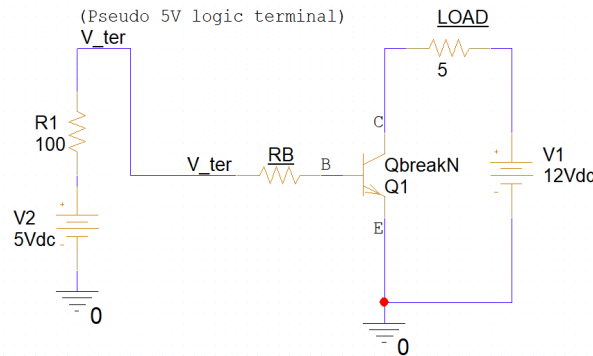 (Pseudo 5V logic terminal)
LOAD
V_ter
5
C
R1
100
V_ter
RB
B
QbreakN
Q1
V1
12Vdc
+
-
+
V2
5Vdc
-
E
0
0